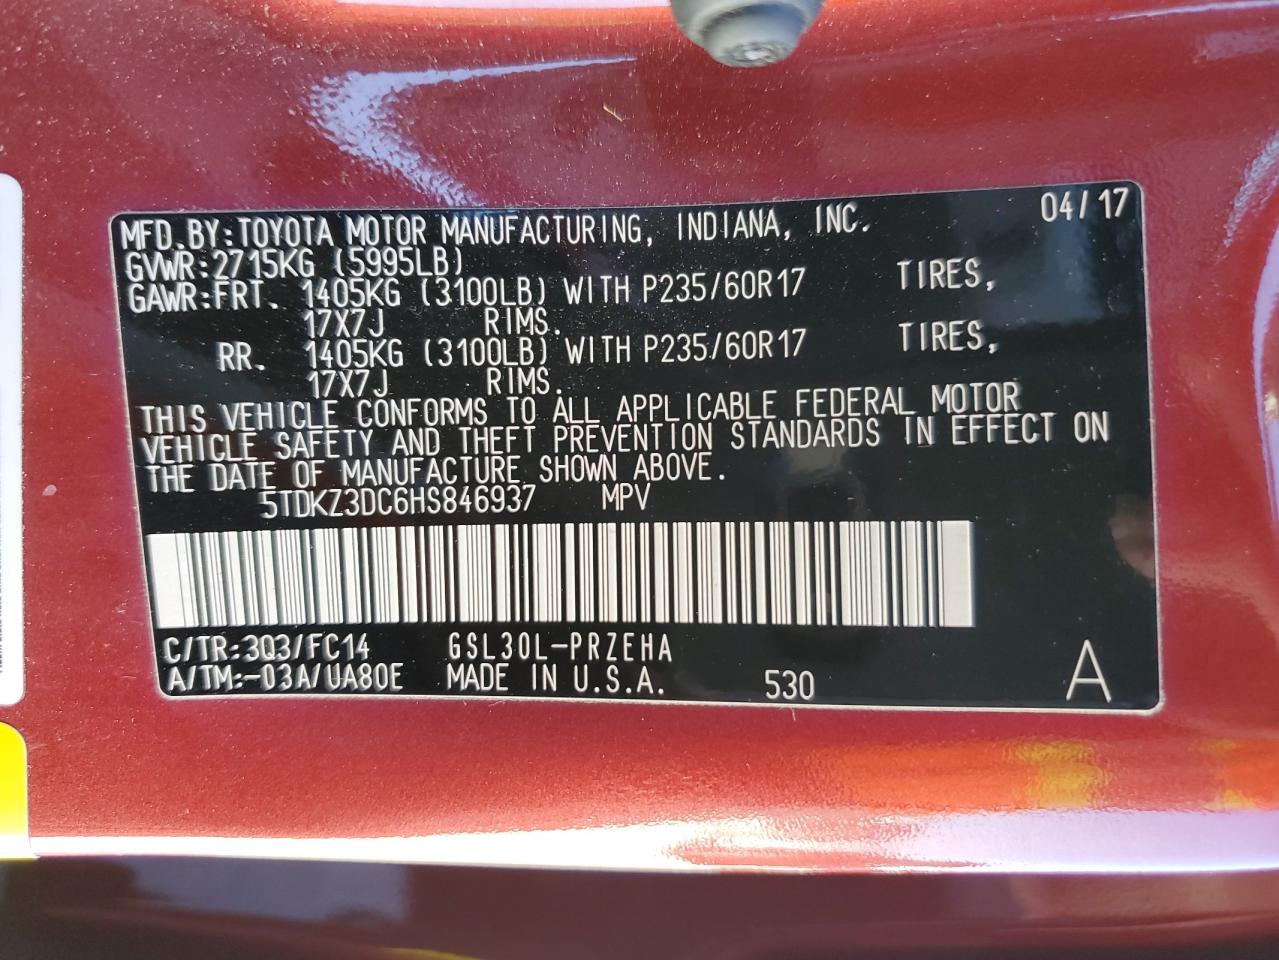 MFD.BY:TOYOTA MOTOR MANUFACTURING, INDIANA, INC. 04/17
GVWR:2715KG (5995LB)
GAWR:FRT. 1405KG (3100LB) WITH P235/60R17 TIRES,
17X7J RIMS.
RR. 1405KG (3100LB) WITH P235/60R17 TIRES,
17X7J RIMS.
THIS VEHICLE CONFORMS TO ALL APPLICABLE FEDERAL MOTOR
VEHICLE SAFETY AND THEFT PREVENTION STANDARDS IN EFFECT ON
THE DATE OF MANUFACTURE SHOWN ABOVE.
5TDKZ3DC6HS846937 MPV
C/TR:3Q3/FC14 GSL30L-PRZEHA
A/TM:-03A/UA80E MADE IN U.S.A. 530 A